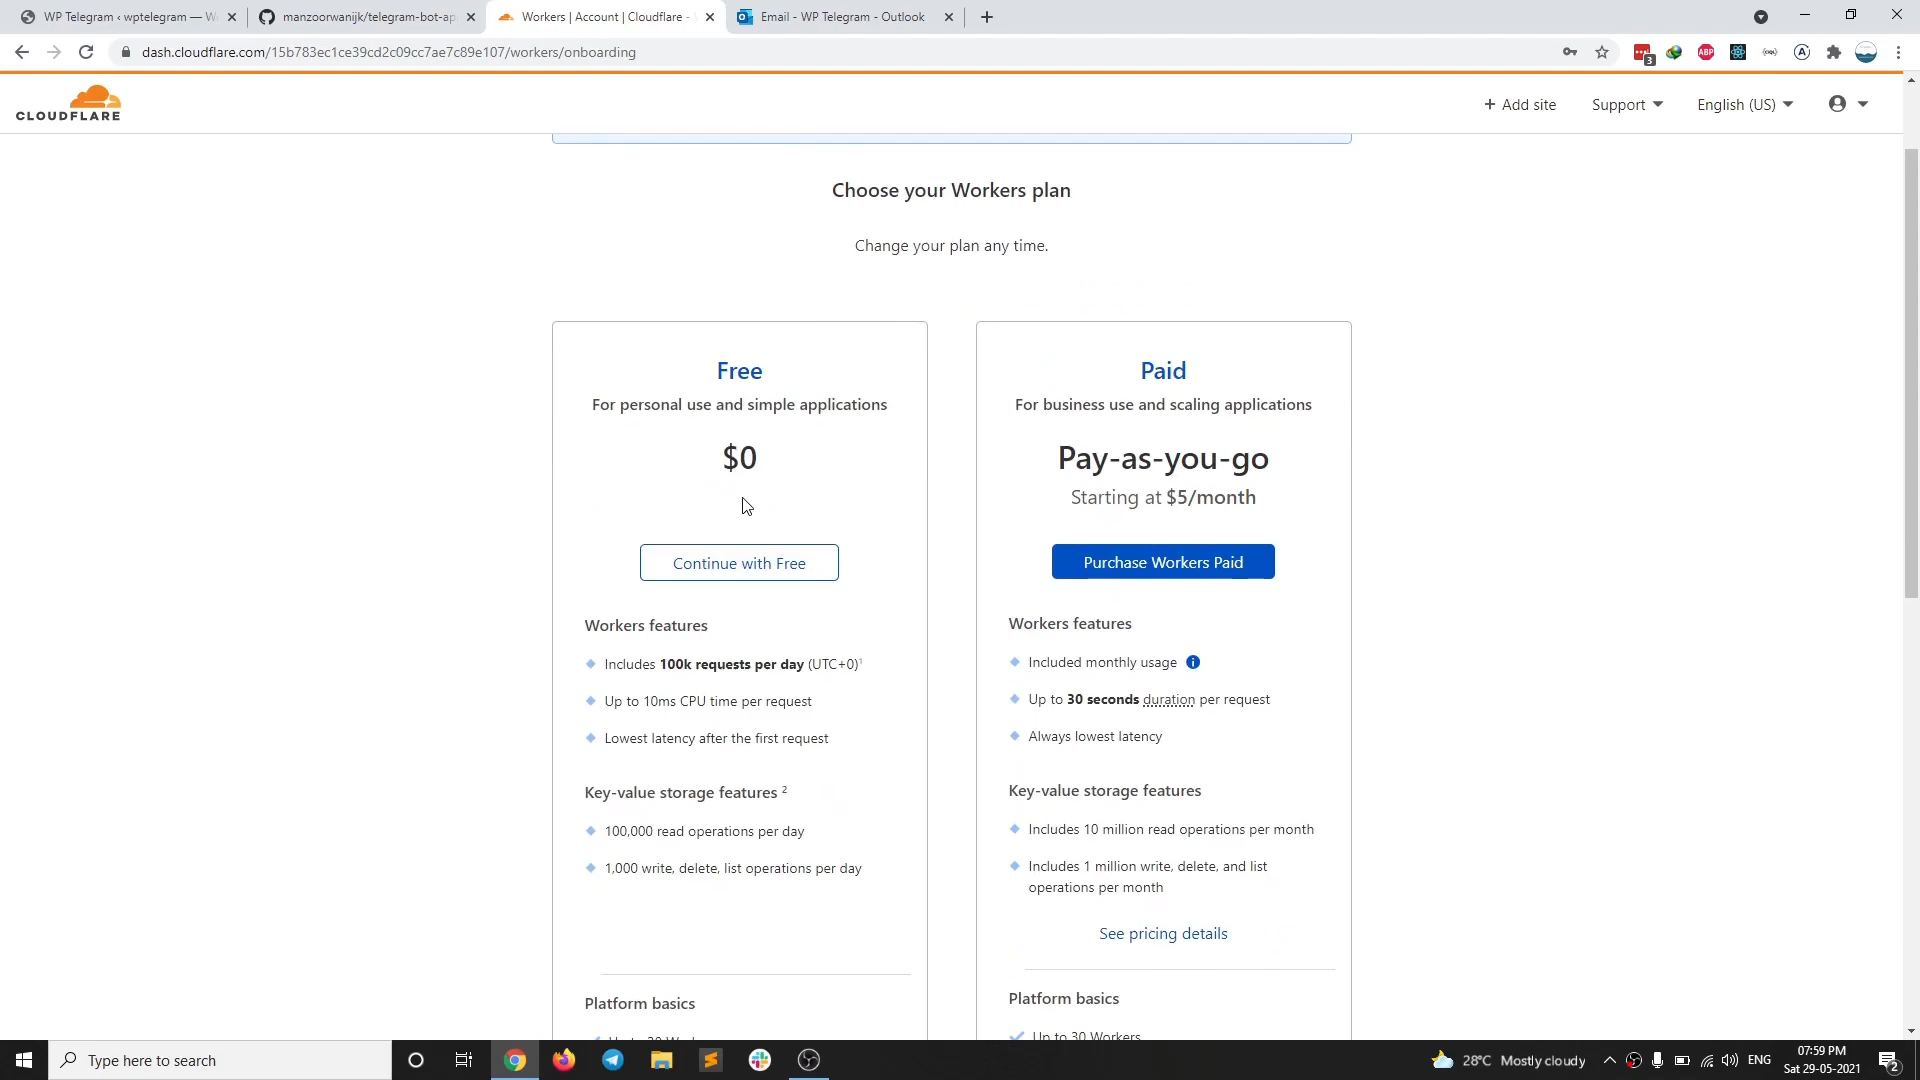 WP Telegram ‹ wptelegram — W
manzoorwanijk/telegram-bot-ap
Workers | Account | Cloudflare -
Email - WP Telegram - Outlook
dash.cloudflare.com/15b783ec1ce39cd2c09cc7ae7c89e107/workers/onboarding
3
ABP
A
CLOUDFLARE
+ Add site
Support
English (US)
Choose your Workers plan
Change your plan any time.
Free
For personal use and simple applications
$0
Continue with Free
Workers features
Includes 100k requests per day (UTC+0)¹
Up to 10ms CPU time per request
Lowest latency after the first request
Key-value storage features ²
100,000 read operations per day
1,000 write, delete, list operations per day
Platform basics
Paid
For business use and scaling applications
Pay-as-you-go
Starting at $5/month
Purchase Workers Paid
Workers features
Included monthly usage
Up to 30 seconds duration per request
Always lowest latency
Key-value storage features
Includes 10 million read operations per month
Includes 1 million write, delete, and list
operations per month
See pricing details
Platform basics
Up to 30 Workers
Type here to search
28°C Mostly cloudy
ENG
07:59 PM
Sat 29-05-2021
2